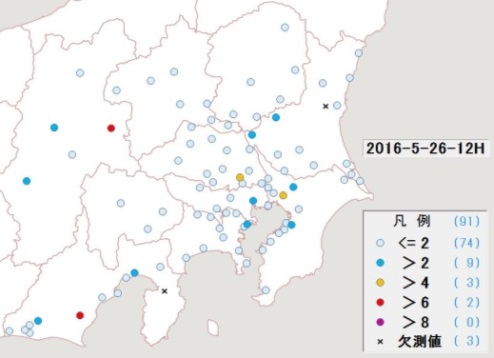 2016-5-26-12H
凡 例 (91)
<= 2 (74)
> 2 ( 9)
> 4 ( 3)
> 6 ( 2)
> 8 ( 0)
× 欠測値 ( 3)